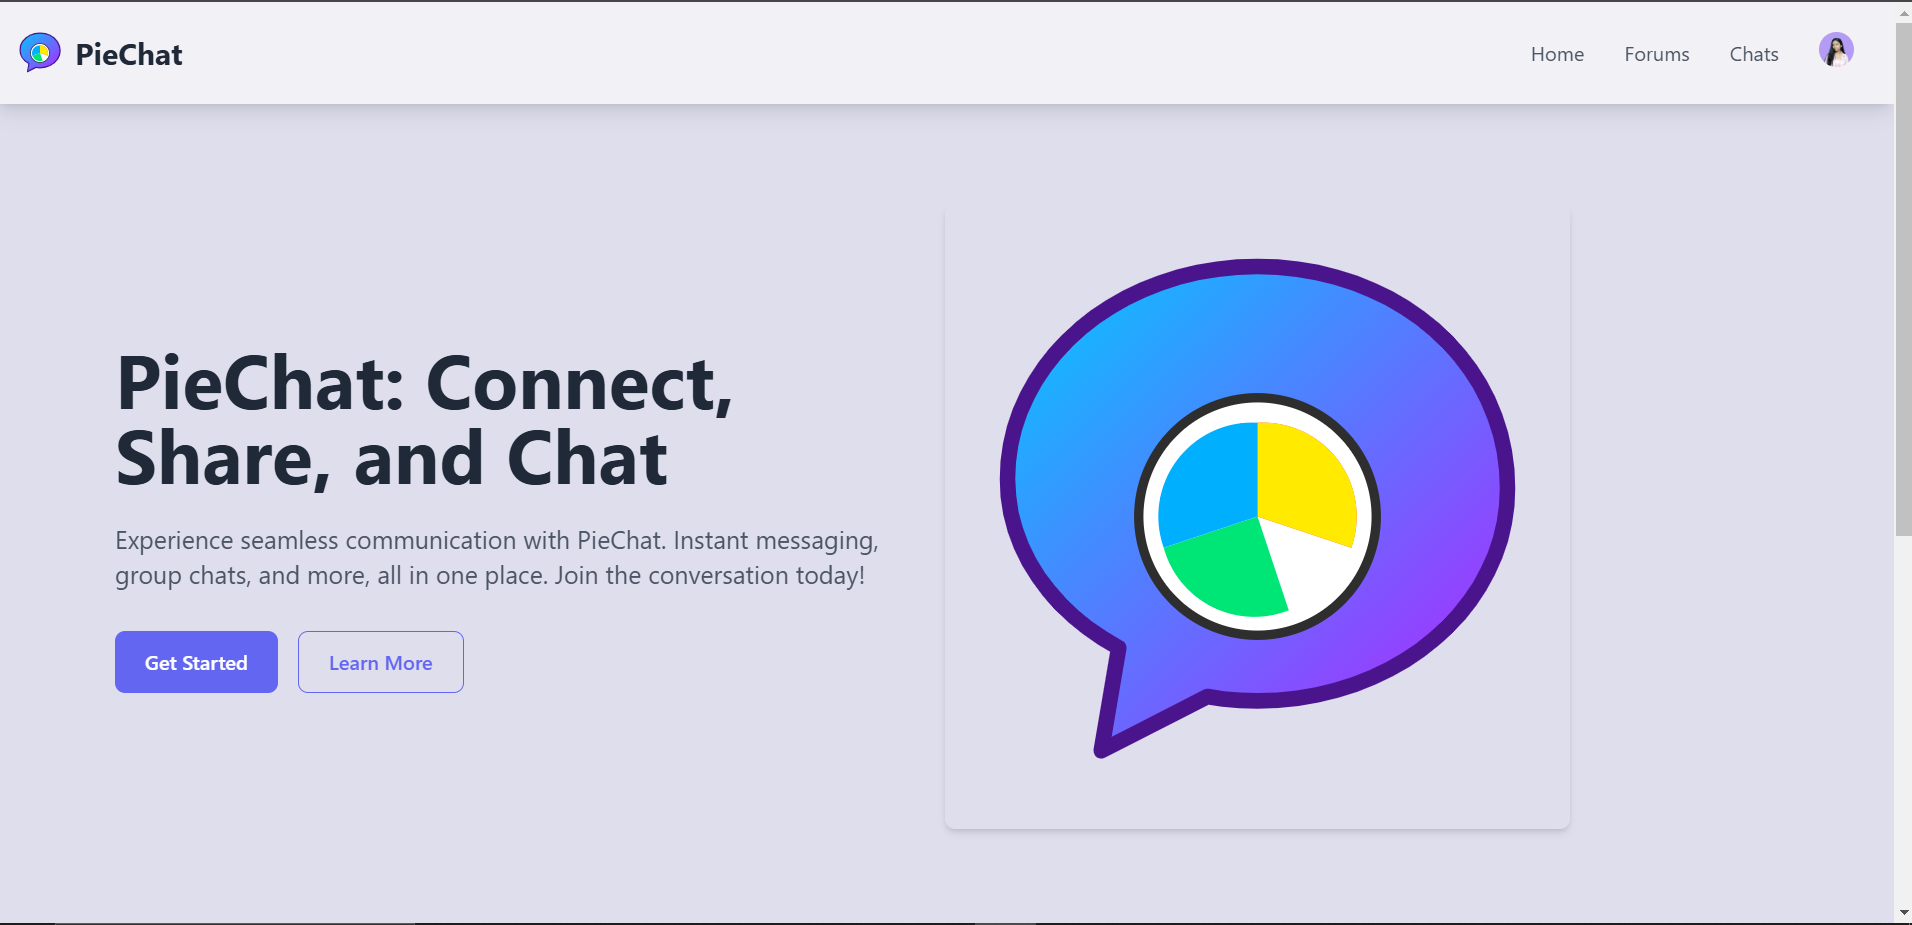 PieChat
Home
Forums
Chats
PieChat: Connect,
Share, and Chat
Experience seamless communication with PieChat. Instant messaging,
group chats, and more, all in one place. Join the conversation today!
Get Started
Learn More